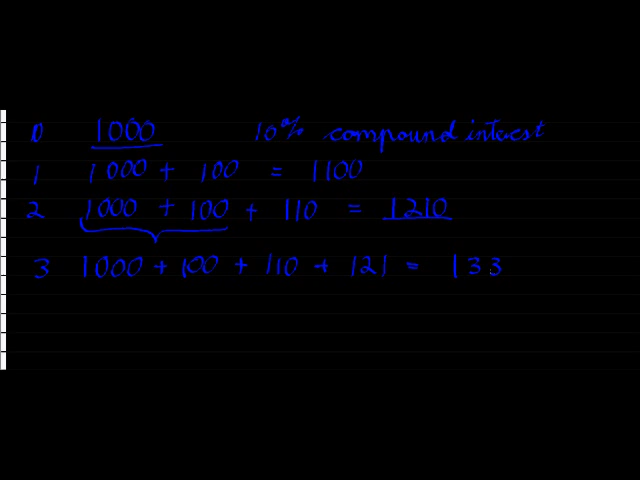 0 1000 10% compound interest
1 1000 + 100 = 1100
2 1000 + 100 + 110 = 1210
3 1000 + 100 + 110 + 121 = 133